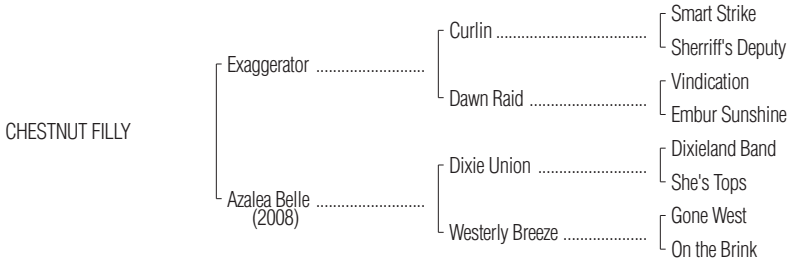 Smart Strike
Curlin
Sherriff's Deputy
Exaggerator
Vindication
Dawn Raid
Embur Sunshine
CHESTNUT FILLY
Dixieland Band
Dixie Union
She's Tops
Azalea Belle
(2008)
Gone West
Westerly Breeze
On the Brink